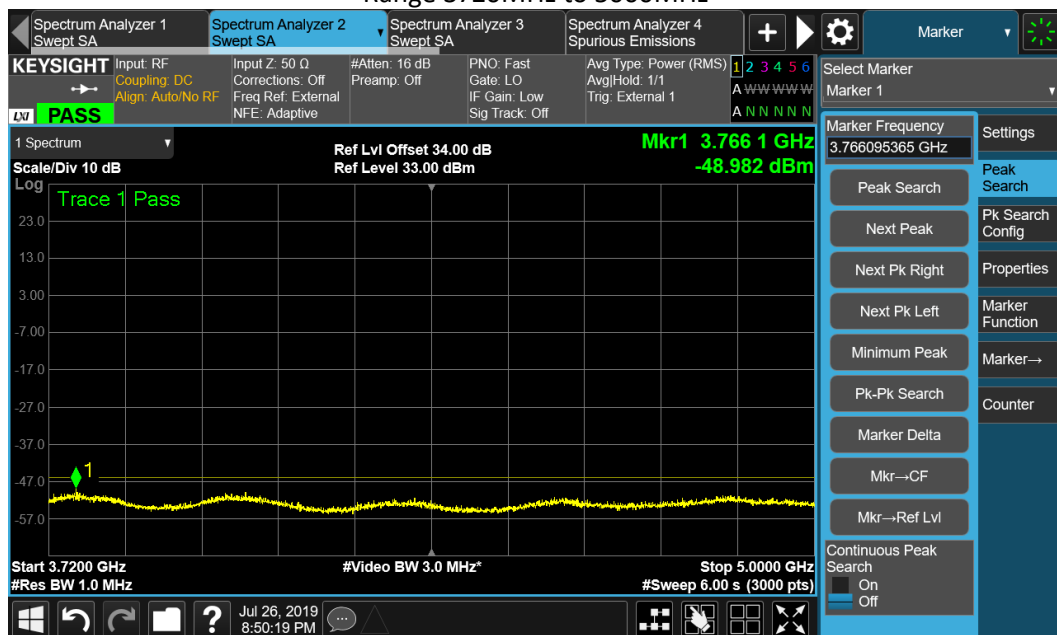 Range 3720MHz to 5000MHz
Spectrum Analyzer 1
Swept SA
Spectrum Analyzer 2
Swept SA
Spectrum Analyzer 3
Swept SA
Spectrum Analyzer 4
Spurious Emissions
Marker
KEYSIGHT
LXI
PASS
Input: RF
Coupling: DC
Align: Auto/No RF
Input Z: 50 Ω
Corrections: Off
Freq Ref: External
NFE: Adaptive
#Atten: 16 dB
Preamp: Off
PNO: Fast
Gate: LO
IF Gain: Low
Sig Track: Off
Avg Type: Power (RMS)
Avg|Hold: 1/1
Trig: External 1
1 2 3 4 5 6
A W W W W W
A N N N N N
Select Marker
Marker 1
1 Spectrum
Scale/Div 10 dB
Ref Lvl Offset 34.00 dB
Ref Level 33.00 dBm
Mkr1 3.766 1 GHz
-48.982 dBm
Log
Trace 1 Pass
23.0
13.0
3.00
-7.00
-17.0
-27.0
-37.0
-47.0
-57.0
1
Start 3.7200 GHz
#Res BW 1.0 MHz
#Video BW 3.0 MHz*
Stop 5.0000 GHz
#Sweep 6.00 s (3000 pts)
Marker Frequency
3.766095365 GHz
Peak Search
Next Peak
Next Pk Right
Next Pk Left
Minimum Peak
Pk-Pk Search
Marker Delta
Mkr→CF
Mkr→Ref Lvl
Continuous Peak
Search
On
Off
Settings
Peak
Search
Pk Search
Config
Properties
Marker
Function
Marker→
Counter
?
Jul 26, 2019
8:50:19 PM